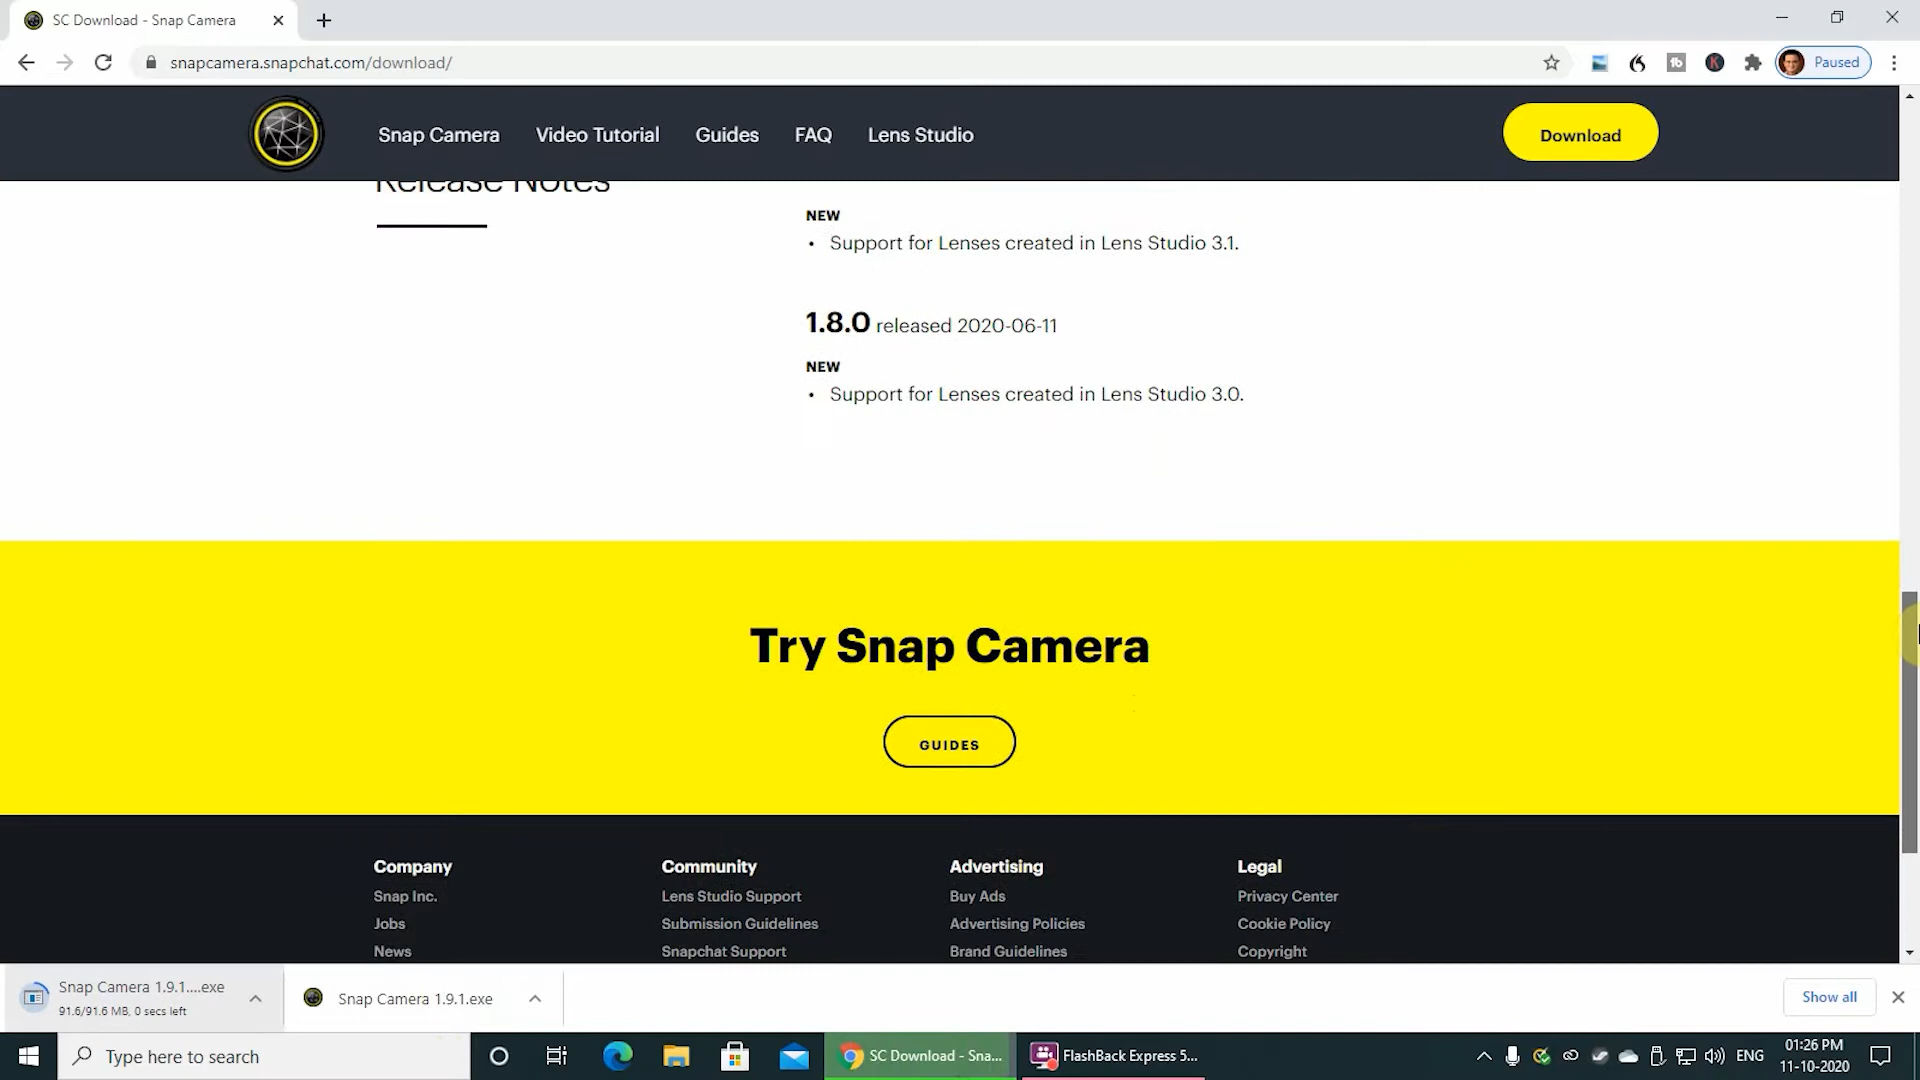 SC Download - Snap Camera
snapcamera.snapchat.com/download/
Paused
Snap Camera
Video Tutorial
Guides
FAQ
Lens Studio
Download
Release Notes
NEW
• Support for Lenses created in Lens Studio 3.1.
1.8.0 released 2020-06-11
NEW
• Support for Lenses created in Lens Studio 3.0.
Try Snap Camera
GUIDES
Company
Snap Inc.
Jobs
News
Community
Lens Studio Support
Submission Guidelines
Snapchat Support
Advertising
Buy Ads
Advertising Policies
Brand Guidelines
Legal
Privacy Center
Cookie Policy
Copyright
Snap Camera 1.9.1....exe
91.6/91.6 MB, 0 secs left
Snap Camera 1.9.1.exe
Show all
Type here to search
SC Download - Sna...
FlashBack Express 5...
ENG
01:26 PM
11-10-2020